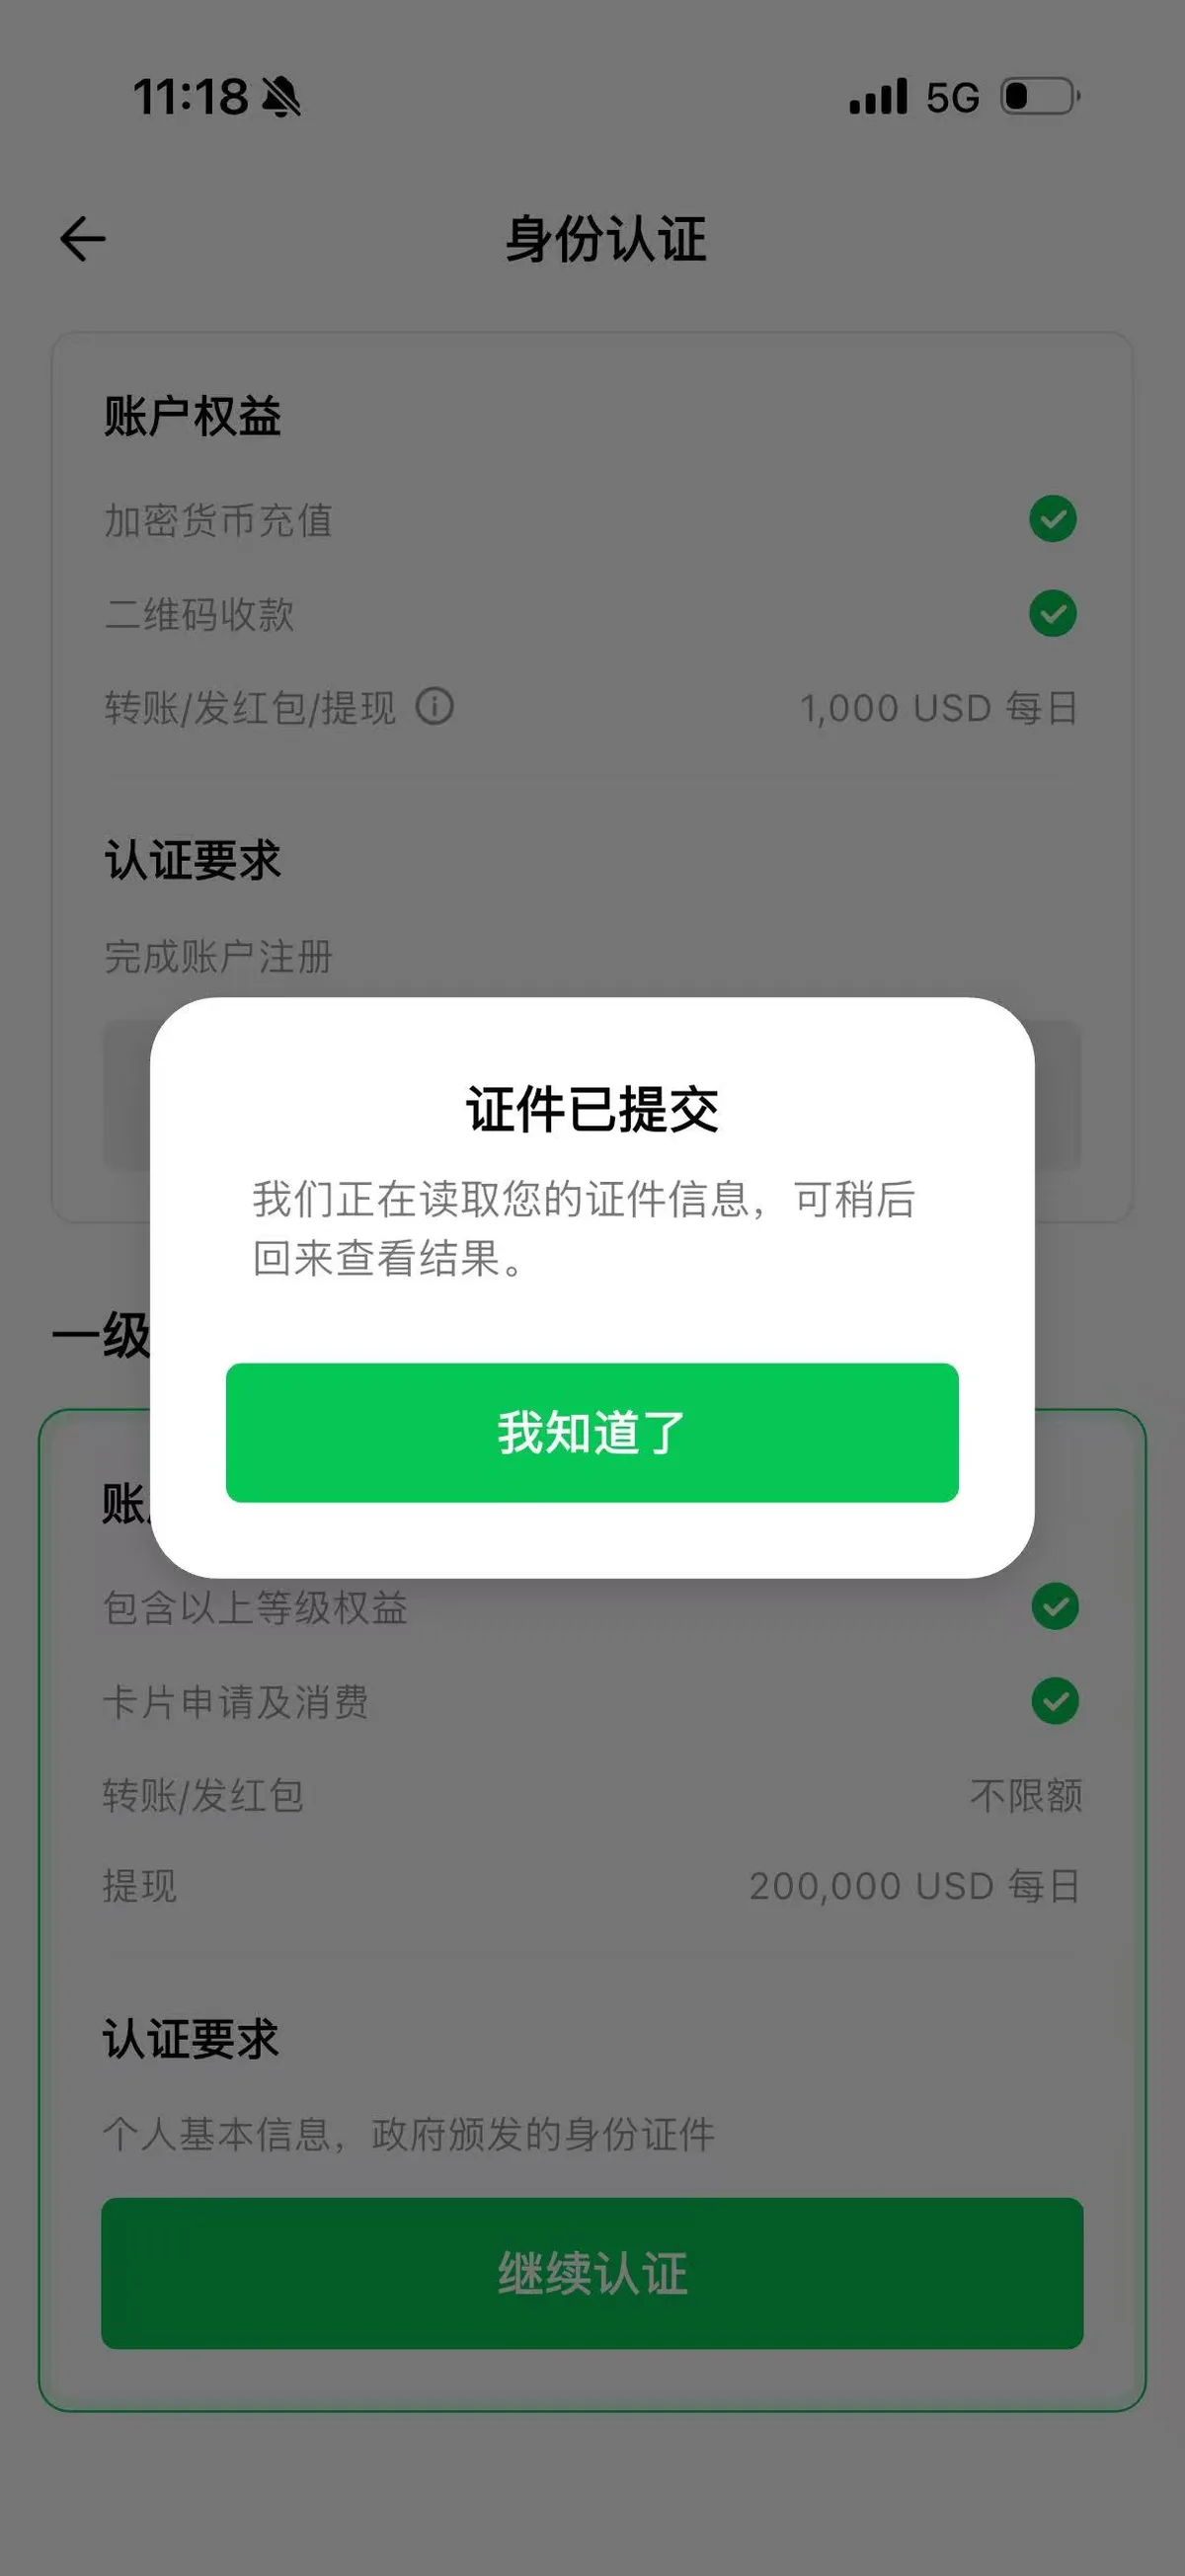 11:18
5G
身份认证
账户权益
加密货币充值
二维码收款
转账/发红包/提现
1,000 USD 每日
认证要求
完成账户注册
证件已提交
我们正在读取您的证件信息，可稍后
回来查看结果。
我知道了
一级
账
包含以上等级权益
卡片申请及消费
转账/发红包
不限额
提现
200,000 USD 每日
认证要求
个人基本信息，政府颁发的身份证件
继续认证